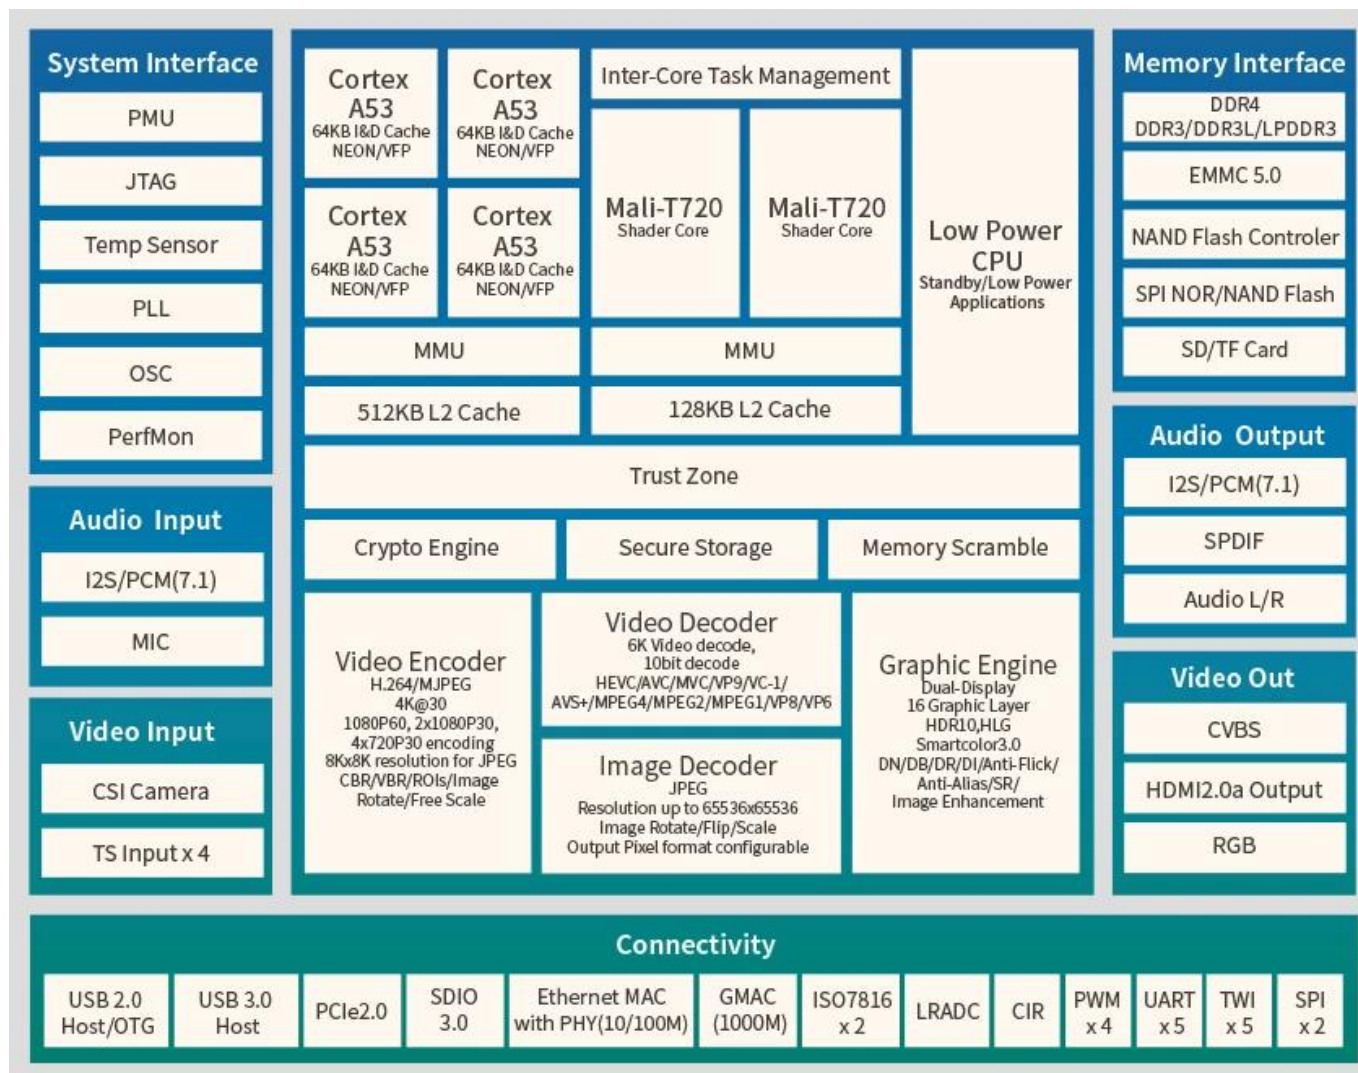 System Interface
PMU
JTAG
Temp Sensor
PLL
OSC
PerfMon
Audio Input
I2S/PCM(7.1)
MIC
Video Input
CSI Camera
TS Input x 4
Cortex
A53
64KB I&D Cache
NEON/VFP
Cortex
A53
64KB I&D Cache
NEON/VFP
Cortex
A53
64KB I&D Cache
NEON/VFP
Cortex
A53
64KB I&D Cache
NEON/VFP
MMU
512KB L2 Cache
Inter-Core Task Management
Mali-T720
Shader Core
Mali-T720
Shader Core
MMU
128KB L2 Cache
Low Power
CPU
Standby/Low Power
Applications
Trust Zone
Crypto Engine
Secure Storage
Memory Scramble
Video Encoder
H.264/MJPEG
4K@30
1080P60, 2x1080P30,
4x720P30 encoding
8Kx8K resolution for JPEG
CBR/VBR/ROIs/Image
Rotate/Free Scale
Video Decoder
6K Video decode,
10bit decode
HEVC/AVC/MVC/VP9/VC-1/
AVS+/MPEG4/MPEG2/MPEG1/VP8/VP6
Image Decoder
JPEG
Resolution up to 65536x65536
Image Rotate/Flip/Scale
Output Pixel format configurable
Graphic Engine
Dual-Display
16 Graphic Layer
HDR10,HLG
Smartcolor3.0
DN/DB/DR/DI/Anti-Flick/
Anti-Alias/SR/
Image Enhancement
Memory Interface
DDR4
DDR3/DDR3L/LPDDR3
EMMC 5.0
NAND Flash Controler
SPI NOR/NAND Flash
SD/TF Card
Audio Output
I2S/PCM(7.1)
SPDIF
Audio L/R
Video Out
CVBS
HDMI2.0a Output
RGB
Connectivity
USB 2.0
Host/OTG
USB 3.0
Host
PCIe2.0
SDIO
3.0
Ethernet MAC
with PHY(10/100M)
GMAC
(1000M)
ISO7816
x 2
LRADC
CIR
PWM
x 4
UART
x 5
TWI
x 5
SPI
x 2